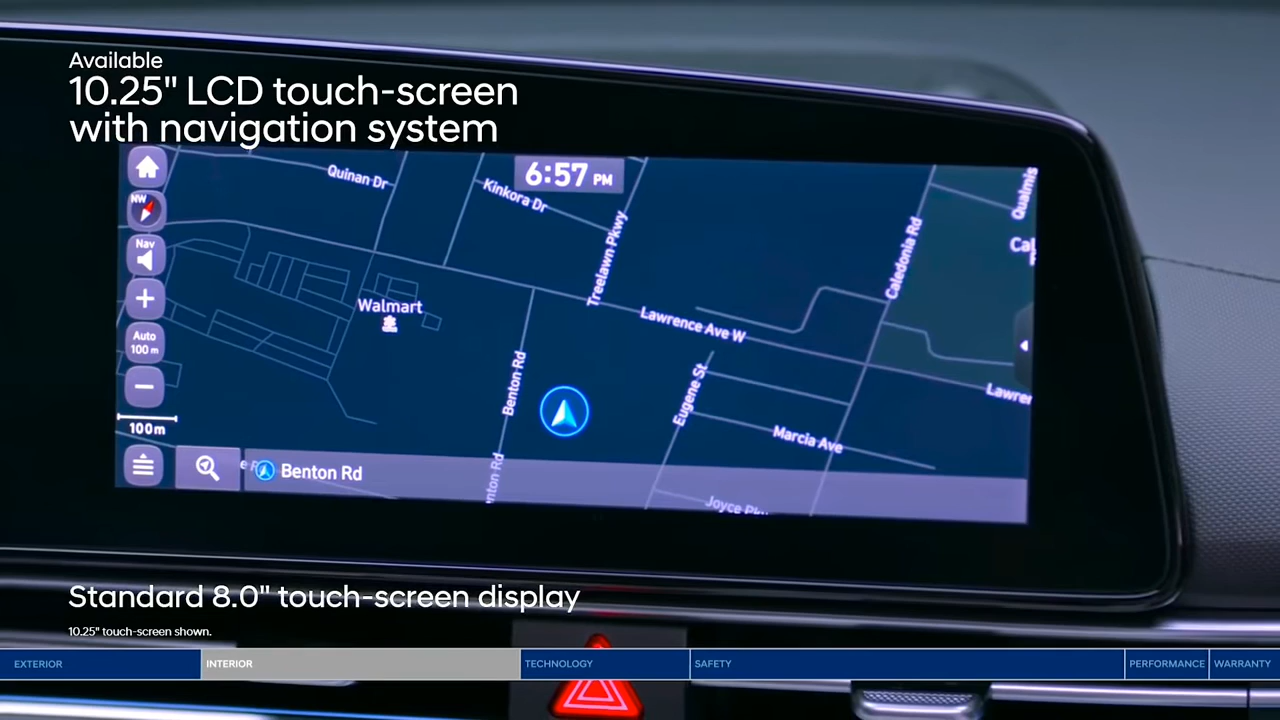 Available
10.25" LCD touch-screen
with navigation system
6:57 PM
Quinan Dr
Kinkora Dr
Treelawn Pkwy
Caledonia Rd
NW
Nav
Walmart
Lawrence Ave W
Auto
100 m
Benton Rd
Eugene St
Marcia Ave
100m
Benton Rd
Standard 8.0" touch-screen display
10.25" touch-screen shown.
EXTERIOR
INTERIOR
TECHNOLOGY
SAFETY
PERFORMANCE
WARRANTY